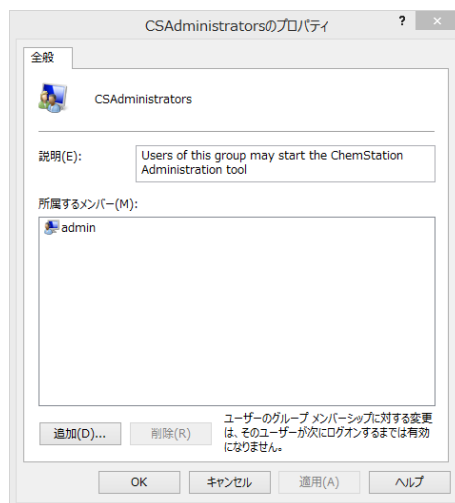 CSAdministratorsのプロパティ
? ×
全般
CSAdministrators
説明(E):
Users of this group may start the ChemStation
Administration tool
所属するメンバー(M):
admin
追加(D)...
削除(R)
ユーザーのグループ メンバーシップに対する変更
は、そのユーザーが次にログオンするまでは有効
になりません。
OK
キャンセル
適用(A)
ヘルプ